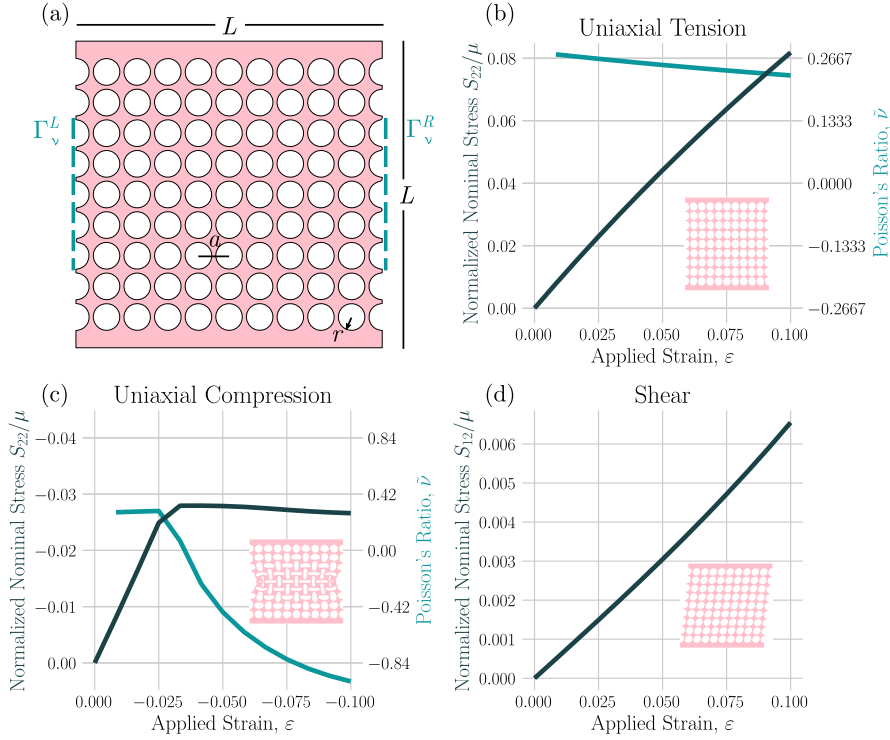 (a)
L
Γ_ν^L
Γ_ν^R
L
a
r
(b)
Uniaxial Tension
Normalized Nominal Stress S₂₂/μ
0.08
0.06
0.04
0.02
0.00
0.2667
0.1333
0.0000
−0.1333
−0.2667
Poisson's Ratio, ν̃
0.000 0.025 0.050 0.075 0.100
Applied Strain, ε
(c)
Uniaxial Compression
Normalized Nominal Stress S₂₂/μ
−0.04
−0.03
−0.02
−0.01
0.00
0.84
0.42
0.00
−0.42
−0.84
Poisson's Ratio, ν̃
0.000 −0.025 −0.050 −0.075 −0.100
Applied Strain, ε
(d)
Shear
Normalized Nominal Stress S₁₂/μ
0.006
0.005
0.004
0.003
0.002
0.001
0.000
0.000 0.025 0.050 0.075 0.100
Applied Strain, ε